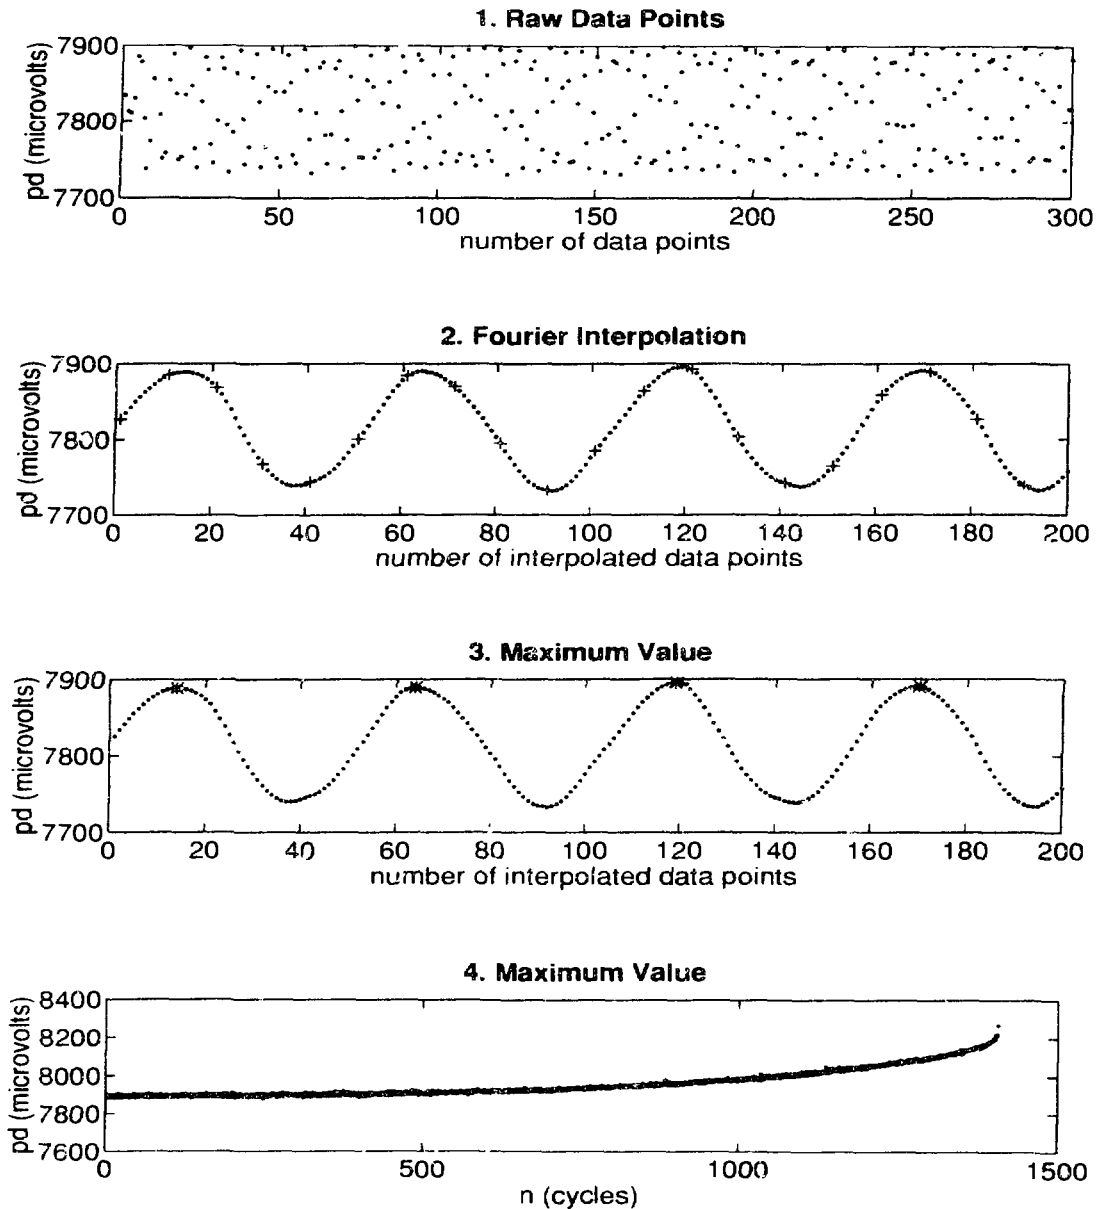 1. Raw Data Points
7900
7800
7700
pd (microvolts)
0 50 100 150 200 250 300
number of data points
2. Fourier Interpolation
7900
7800
7700
pd (microvolts)
0 20 40 60 80 100 120 140 160 180 200
number of interpolated data points
3. Maximum Value
7900
7800
7700
pd (microvolts)
0 20 40 60 80 100 120 140 160 180 200
number of interpolated data points
4. Maximum Value
8400
8200
8000
7800
7600
pd (microvolts)
0 500 1000 1500
n (cycles)